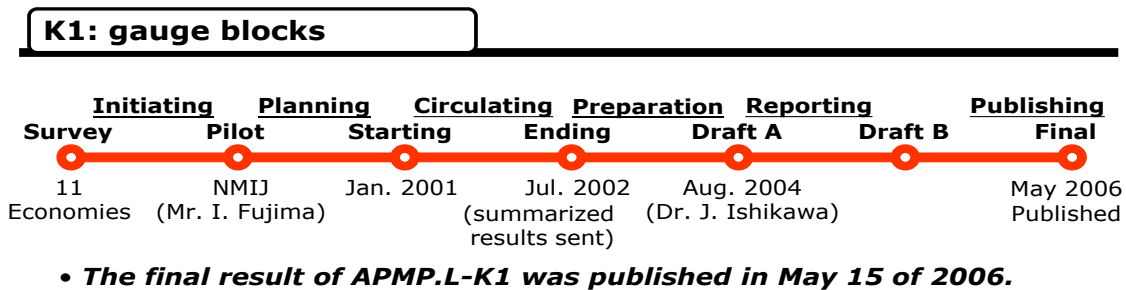 K1: gauge blocks
Initiating Planning Circulating Preparation Reporting Publishing
Survey Pilot Starting Ending Draft A Draft B Final
11 NMIJ Jan. 2001 Jul. 2002 Aug. 2004 May 2006
Economies (Mr. I. Fujima) (summarized (Dr. J. Ishikawa) Published
results sent)
• The final result of APMP.L-K1 was published in May 15 of 2006.